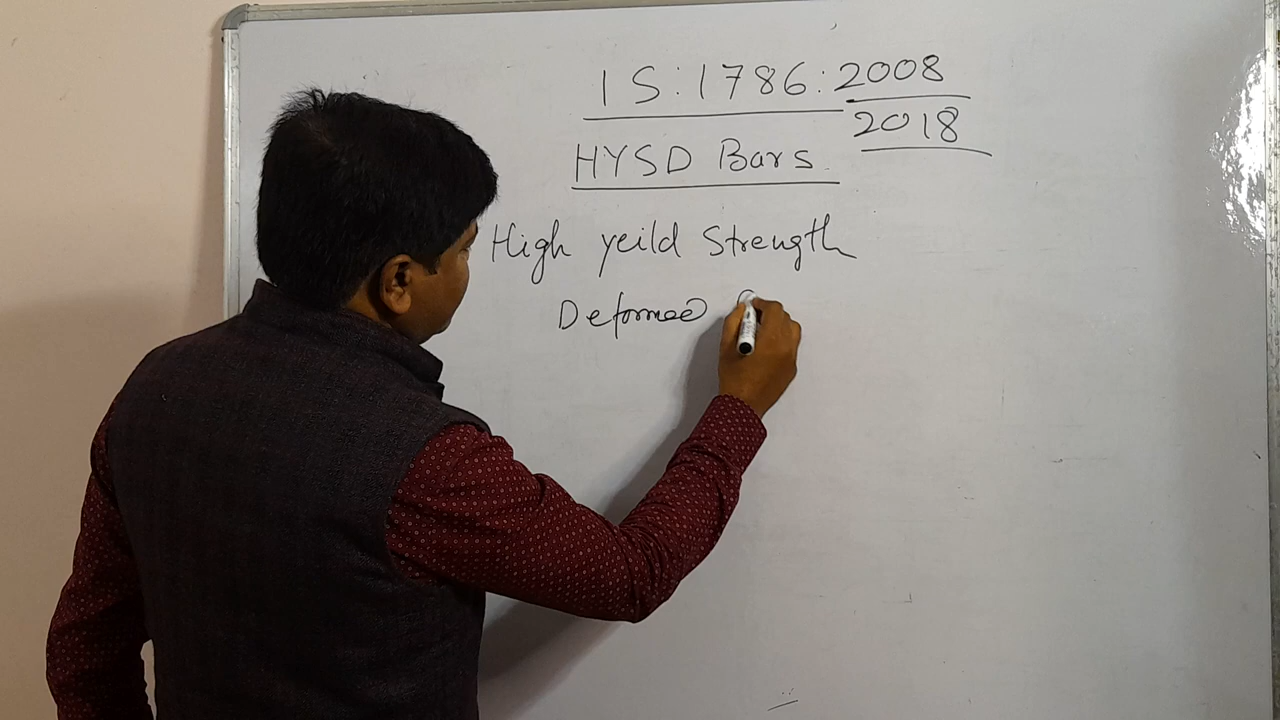 IS:1786:2008
2018
HYSD Bars
High yeild Strength
Deformed